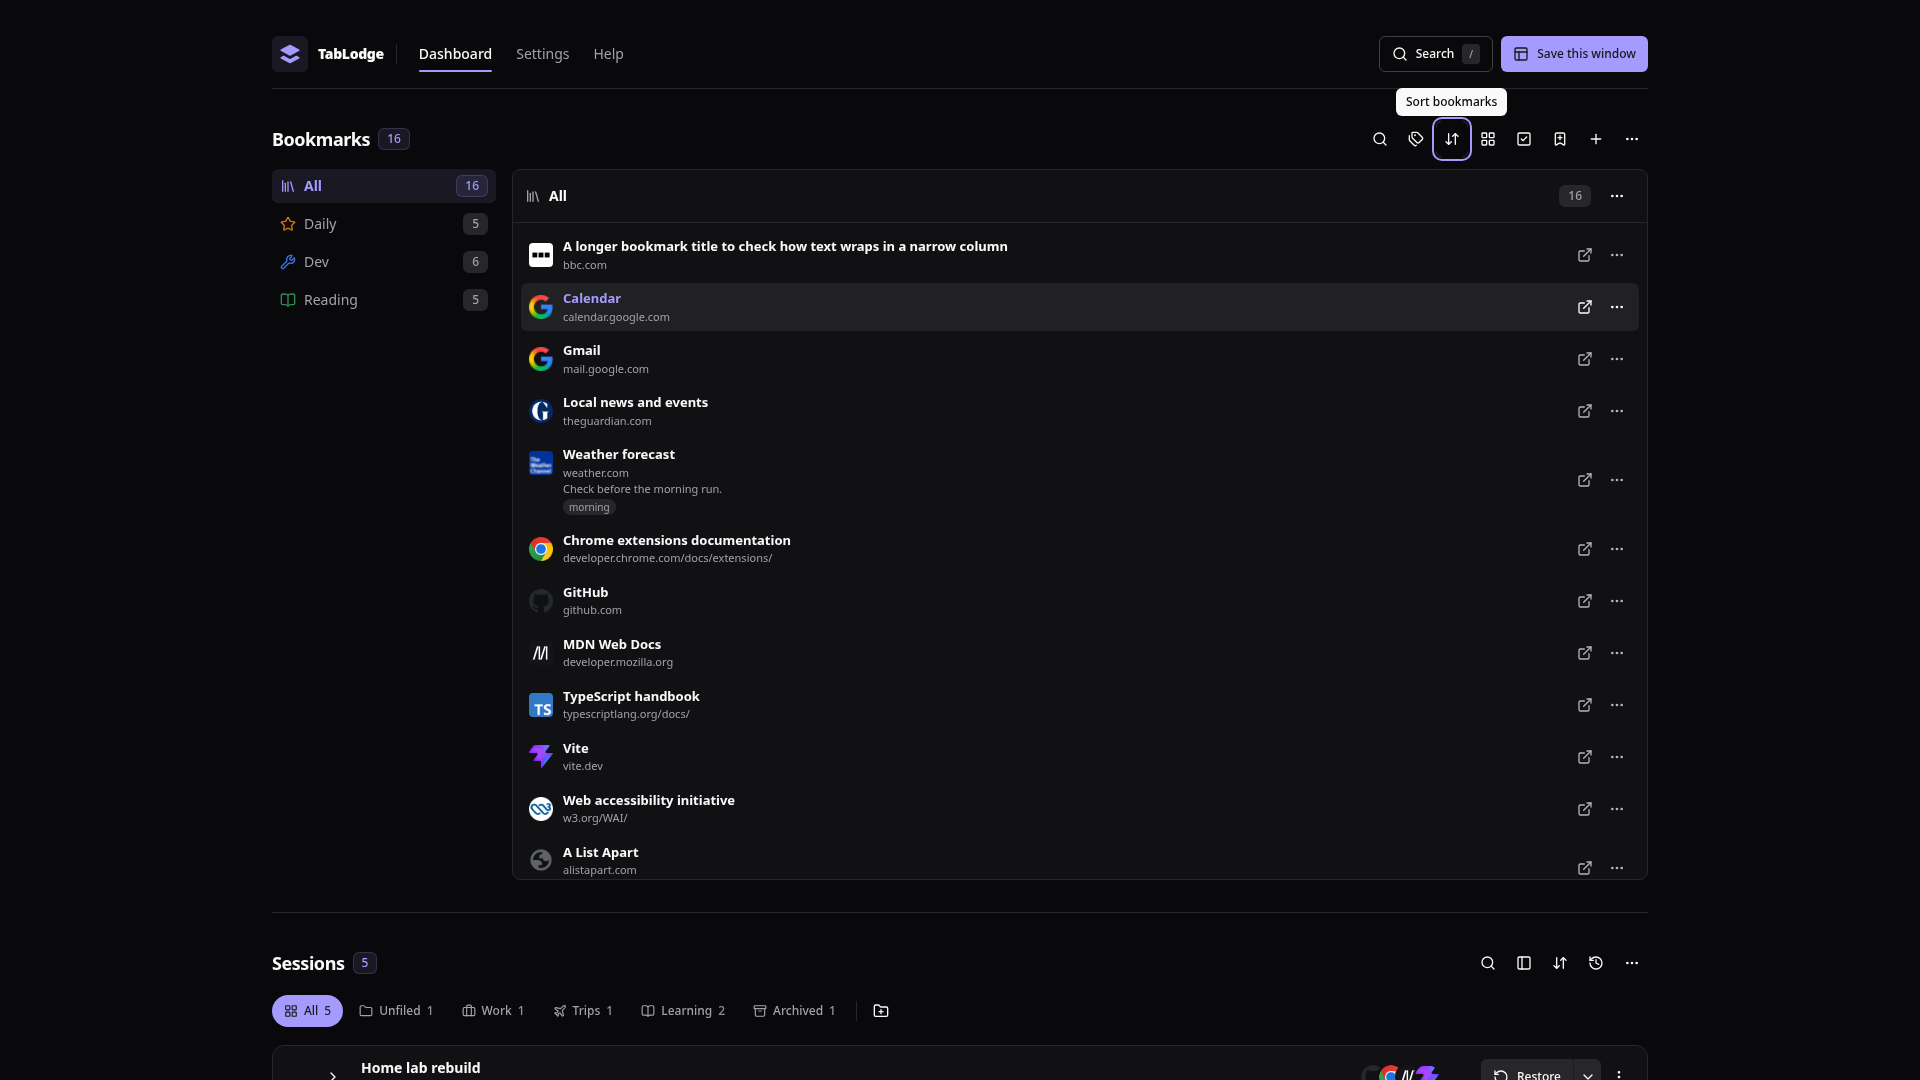 TabLodge
Dashboard
Settings
Help
Search /
Save this window
Sort bookmarks
Bookmarks 16
All 16
Daily 5
Dev 6
Reading 5
All 16
A longer bookmark title to check how text wraps in a narrow column
bbc.com
Calendar
calendar.google.com
Gmail
mail.google.com
Local news and events
theguardian.com
The Weather Channel
Weather forecast
weather.com
Check before the morning run.
morning
Chrome extensions documentation
developer.chrome.com/docs/extensions/
GitHub
github.com
MDN Web Docs
developer.mozilla.org
TS
TypeScript handbook
typescriptlang.org/docs/
Vite
vite.dev
Web accessibility initiative
w3.org/WAI/
A List Apart
alistapart.com
Sessions 5
All 5
Unfiled 1
Work 1
Trips 1
Learning 2
Archived 1
Home lab rebuild
Restore